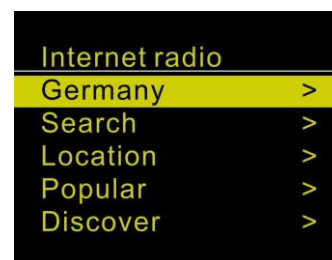 Internet radio
Germany >
Search >
Location >
Popular >
Discover >